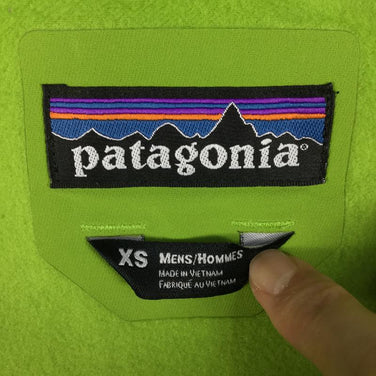 patagonia®
XS MENS/HOMMES
MADE IN VIETNAM
FABRIQUÉ AU VIETNAM